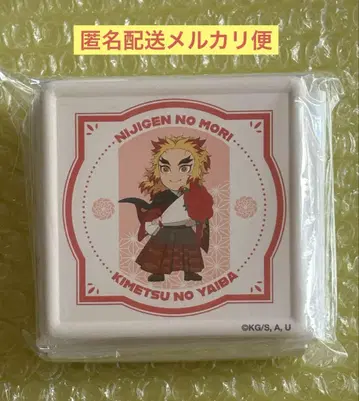 匿名配送メルカリ便
NIJIGEN NO MORI
KIMETSU NO YAIBA
©KG/S, A, U